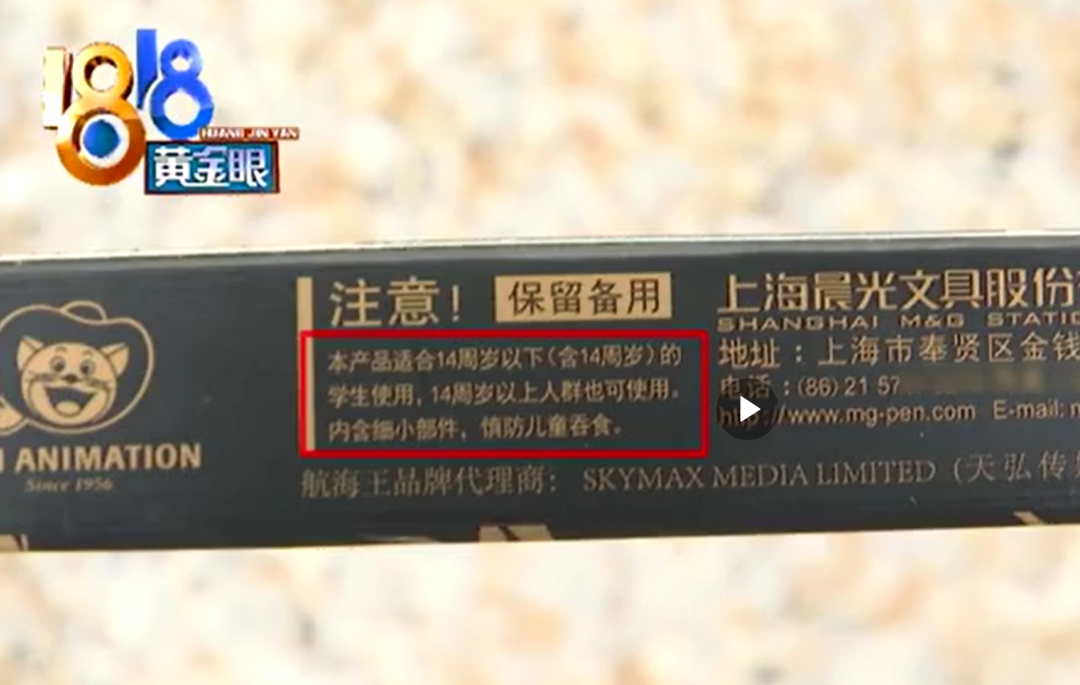 1818
HUANG JIN YAN
黄金眼
注意! 保留备用
本产品适合14周岁以下(含14周岁)的
学生使用,14周岁以上人群也可使用。
内含细小部件,慎防儿童吞食。
航海王品牌代理商: SKYMAX MEDIA LIMITED (天弘传
ANIMATION
Since 1956
上海晨光文具股份
SHANGHAI M&G STATIO
地址:上海市奉贤区金钱
电话:(86) 21 57
http://www.mg-pen.com E-mail: